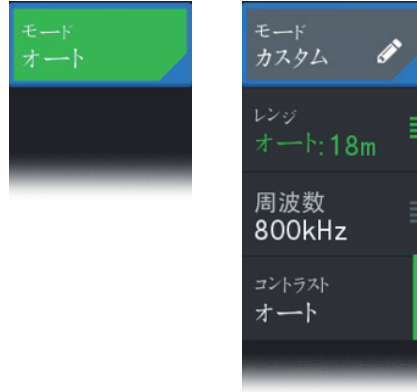 モード
オート
モード
カスタム
レンジ
オート:18m
周波数
800kHz
コントラスト
オート